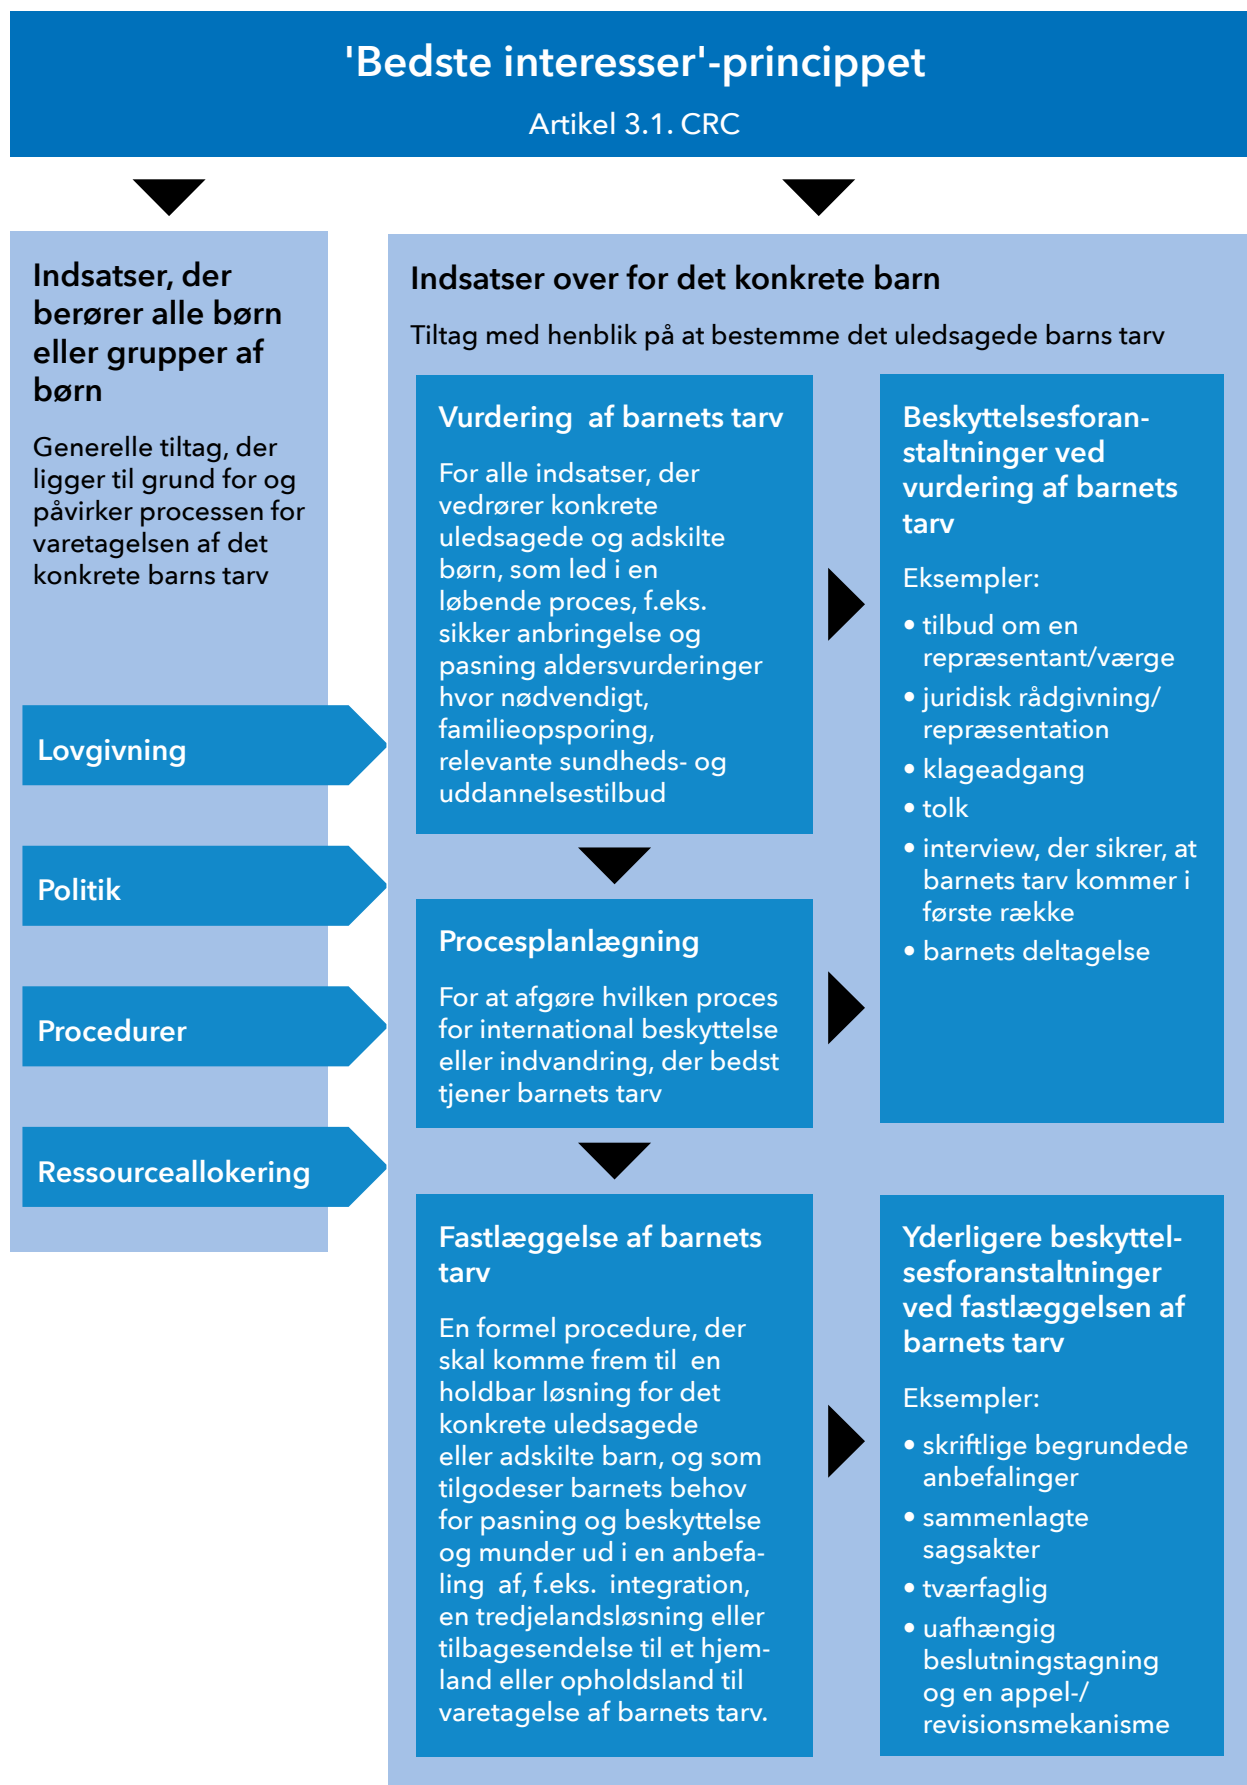 'Bedste interesser'-princippet
Artikel 3.1. CRC
Indsatser, der
berører alle børn
eller grupper af
børn
Generelle tiltag, der
ligger til grund for og
påvirker processen for
varetagelsen af det
konkrete barns tarv
Lovgivning
Politik
Procedurer
Ressourceallokering
Indsatser over for det konkrete barn
Tiltag med henblik på at bestemme det uledsagede barns tarv
Vurdering af barnets tarv
For alle indsatser, der
vedrører konkrete
uledsagede og adskilte
børn, som led i en
løbende proces, f.eks.
sikker anbringelse og
pasning aldersvurderinger
hvor nødvendigt,
familieopsporing,
relevante sundheds- og
uddannelsestilbud
Beskyttelsesforan-
staltninger ved
vurdering af barnets
tarv
Eksempler:
• tilbud om en
repræsentant/værge
• juridisk rådgivning/
repræsentation
• klageadgang
• tolk
• interview, der sikrer, at
barnets tarv kommer i
første række
• barnets deltagelse
Procesplanlægning
For at afgøre hvilken proces
for international beskyttelse
eller indvandring, der bedst
tjener barnets tarv
Fastlæggelse af barnets
tarv
En formel procedure, der
skal komme frem til en
holdbar løsning for det
konkrete uledsagede
eller adskilte barn, og som
tilgodeser barnets behov
for pasning og beskyttelse
og munder ud i en anbefa-
ling af, f.eks. integration,
en tredjelandsløsning eller
tilbagesendelse til et hjem-
land eller opholdsland til
varetagelse af barnets tarv.
Yderligere beskyttel-
sesforanstaltninger
ved fastlæggelsen af
barnets tarv
Eksempler:
• skriftlige begrundede
anbefalinger
• sammenlagte
sagsakter
• tværfaglig
• uafhængig
beslutningstagning
og en appel-/
revisionsmekanisme